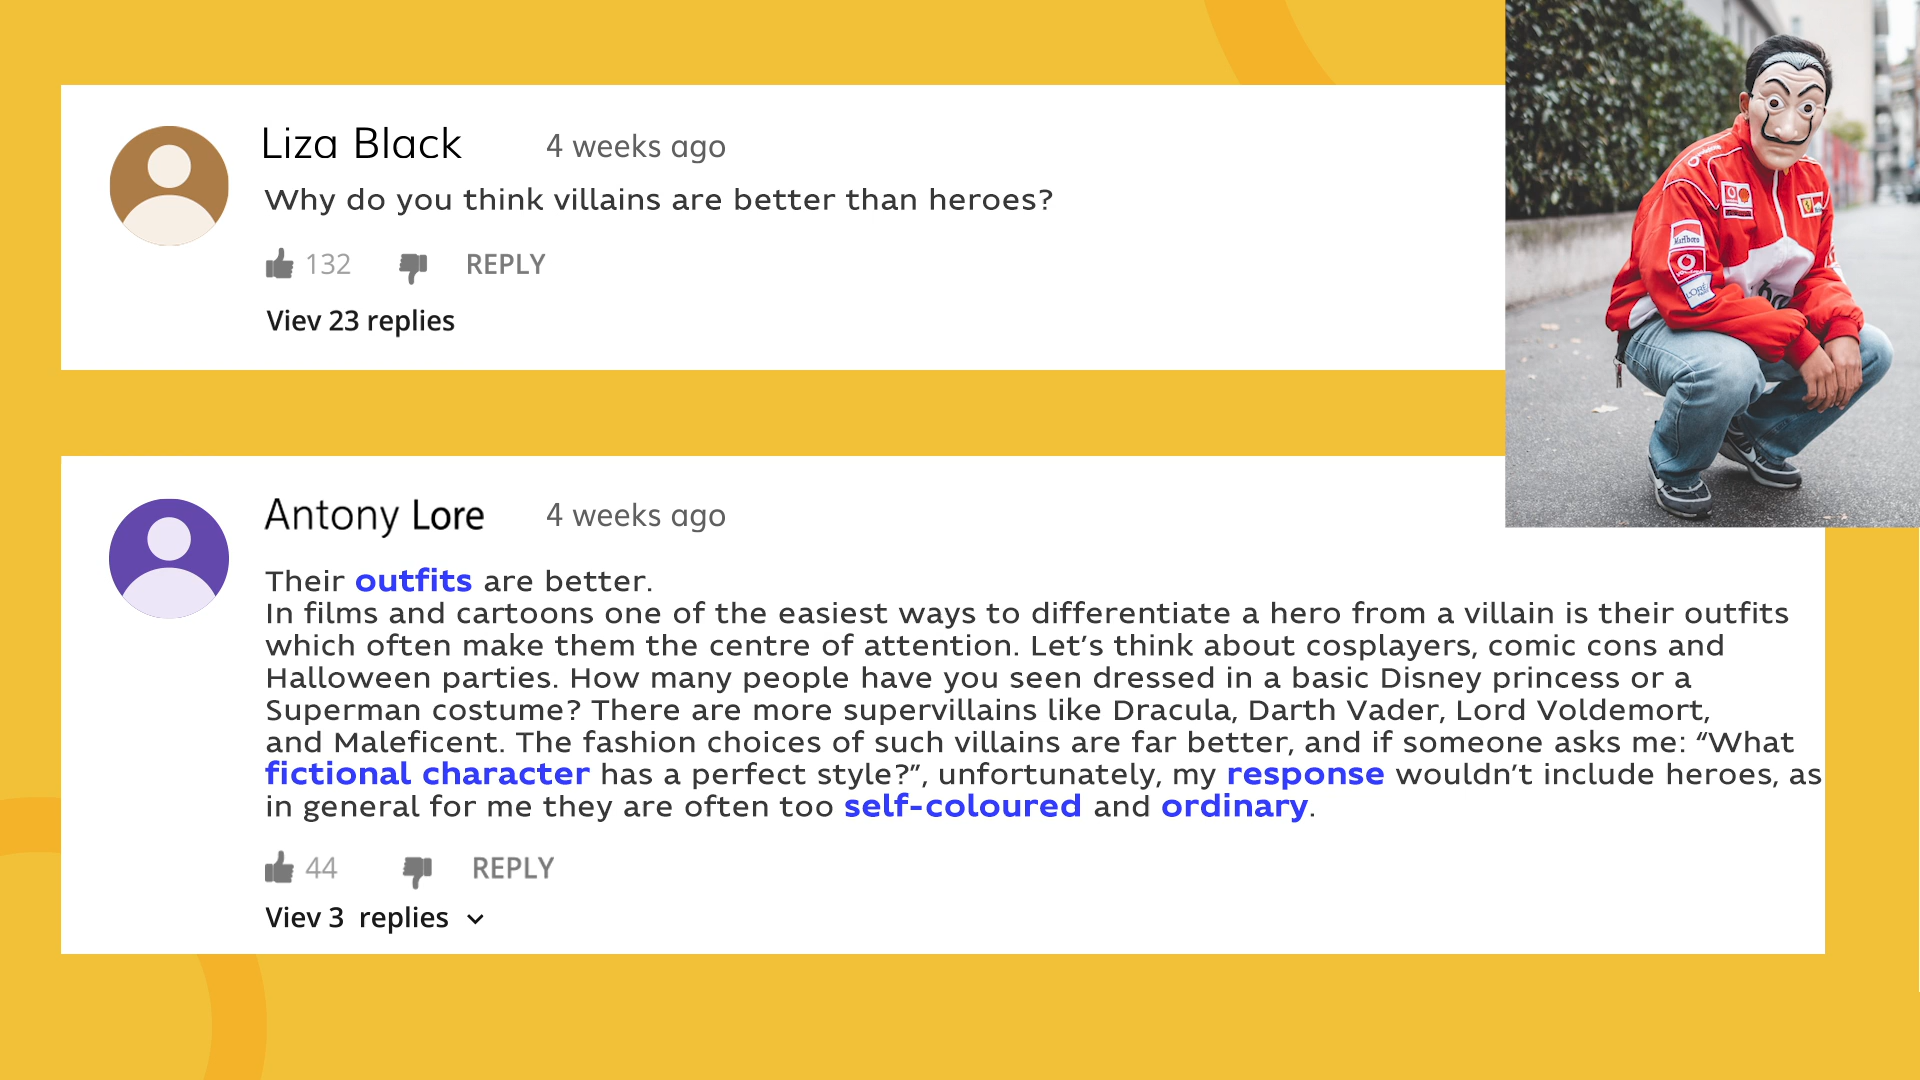 Liza Black 4 weeks ago
Why do you think villains are better than heroes?
132 REPLY
Viev 23 replies
Marlboro
Antony Lore 4 weeks ago
Their outfits are better.
In films and cartoons one of the easiest ways to differentiate a hero from a villain is their outfits
which often make them the centre of attention. Let’s think about cosplayers, comic cons and
Halloween parties. How many people have you seen dressed in a basic Disney princess or a
Superman costume? There are more supervillains like Dracula, Darth Vader, Lord Voldemort,
and Maleficent. The fashion choices of such villains are far better, and if someone asks me: “What
fictional character has a perfect style?”, unfortunately, my response wouldn’t include heroes, as
in general for me they are often too self-coloured and ordinary.
44 REPLY
Viev 3 replies